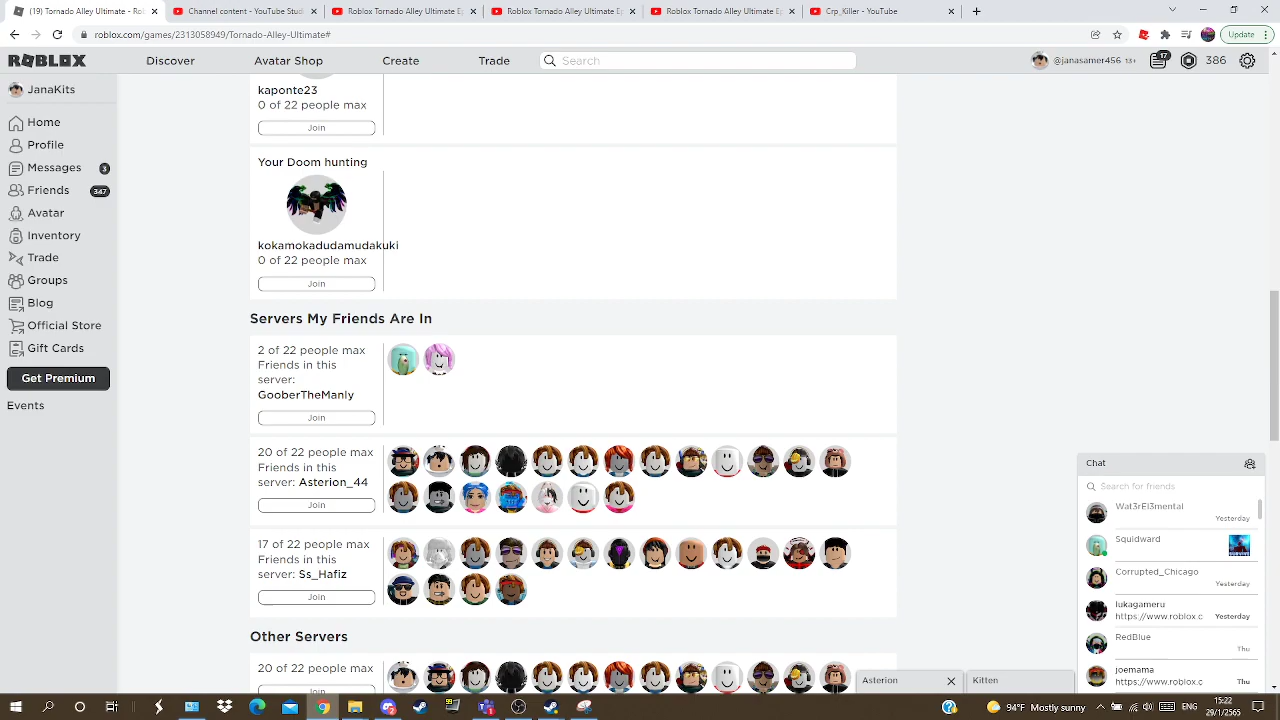 (19) Tornado Alley Ultimate - Rol
Channel content - YouTube Studi
Roblox Tornado Alley Ultimate Ep
Roblox Tornado Alley Ultimate Ep
Roblox Tornado Alley Ultimate Ep
Crp_Killer - YouTube
roblox.com/games/2313058949/Tornado-Alley-Ultimate#
Update
ROBLOX
Discover
Avatar Shop
Create
Trade
Search
@janasamer456 13+
17
386
JanaKits
Home
Profile
Messages
3
Friends
347
Avatar
Inventory
Trade
Groups
Blog
Official Store
Gift Cards
Get Premium
Events
kaponte23
0 of 22 people max
Join
Your Doom hunting
kokamokadudamudakuki
0 of 22 people max
Join
Servers My Friends Are In
2 of 22 people max
Friends in this
server:
GooberTheManly
Join
20 of 22 people max
Friends in this
server: Asterion_44
Join
17 of 22 people max
Friends in this
server: Ss_Hafiz
Join
Other Servers
20 of 22 people max
Join
Chat
Search for friends
Wat3rEl3mental
Yesterday
Squidward
Corrupted_Chicago
Yesterday
lukagameru
https://www.roblox.c
Yesterday
RedBlue
Thu
joemama
https://www.roblox.c
Thu
Asterion
Kitten
94°F Mostly sunny
15:22
29/1/2565